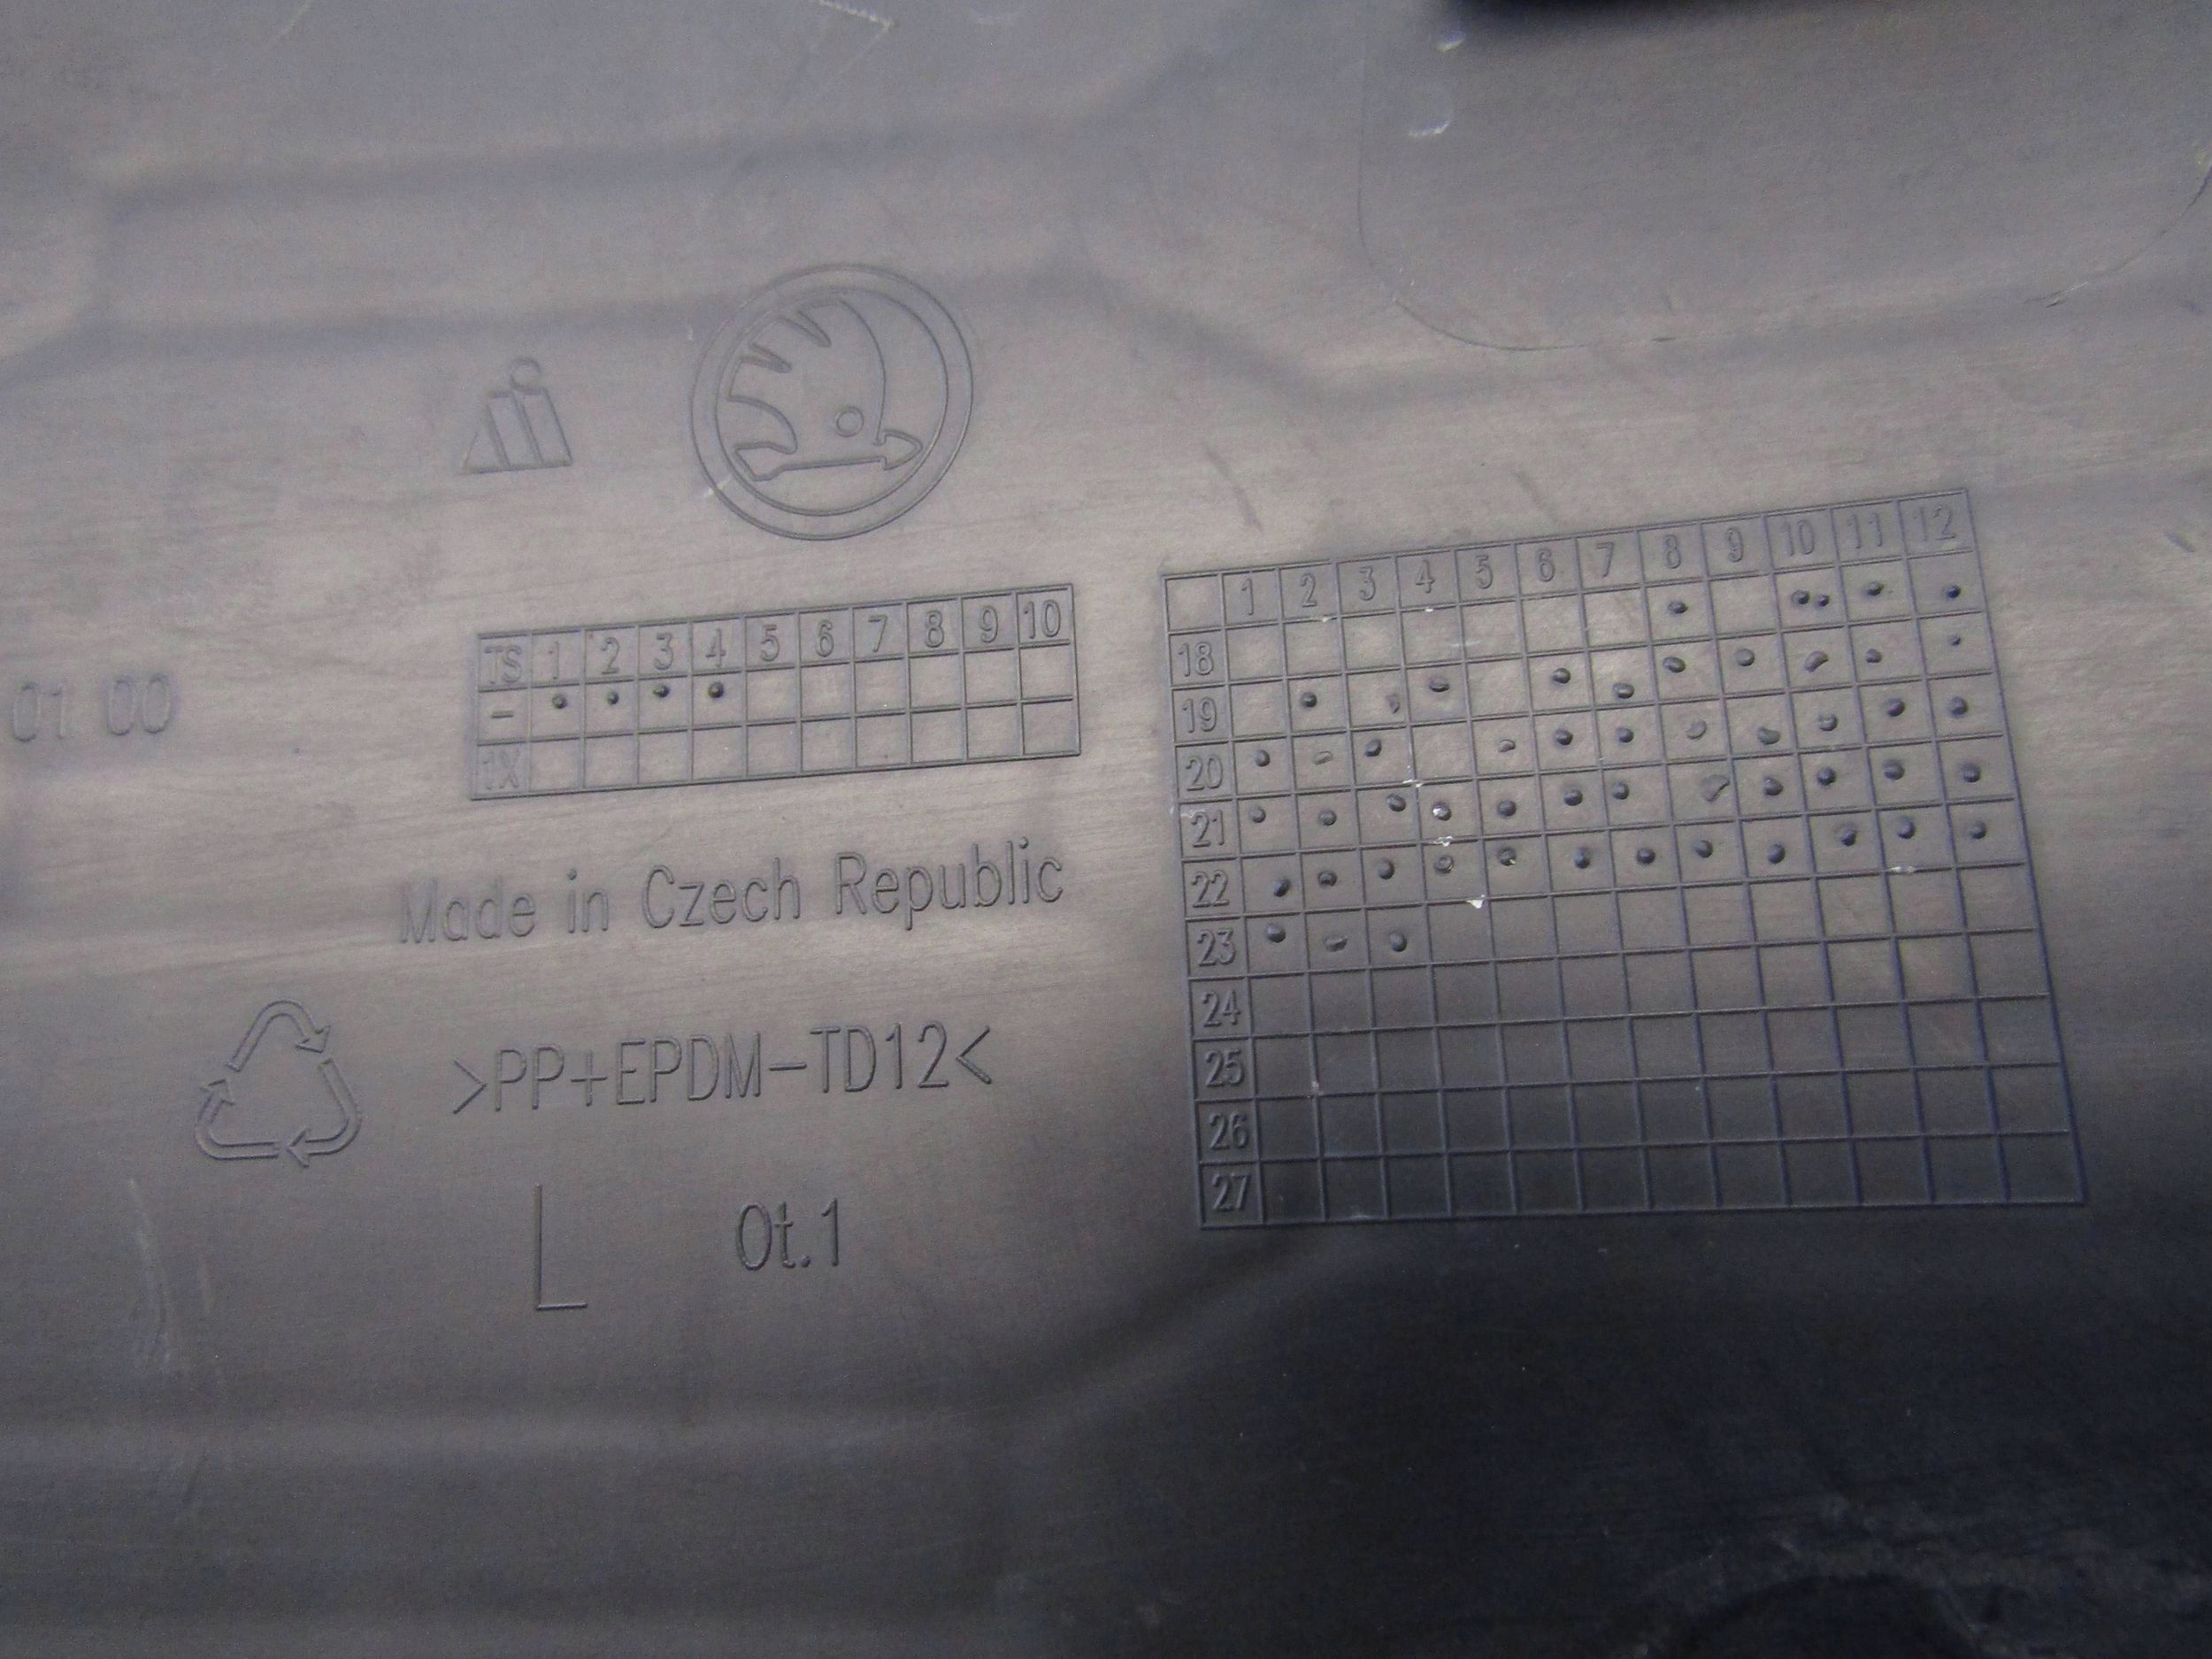 01 00
TS 1 2 3 4 5 6 7 8 9 10
–
1X
Made in Czech Republic
>PP+EPDM–TD12<
L Ot.1
1 2 3 4 5 6 7 8 9 10 11 12
18
19
20
21
22
23
24
25
26
27